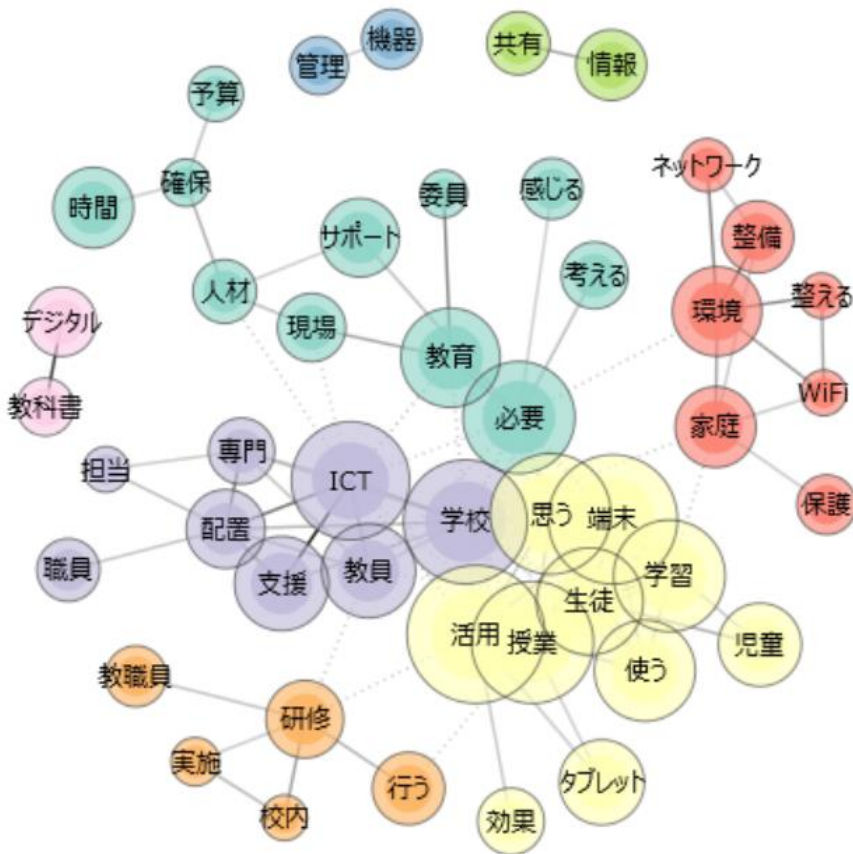 機器
管理
共有
情報
予算
確保
時間
委員
感じる
ネットワーク
サポート
整備
人材
考える
整える
現場
環境
デジタル
教育
教科書
WiFi
必要
家庭
専門
担当
ICT
保護
配置
学校
思う
端末
職員
支援
教員
学習
生徒
活用
授業
児童
使う
教職員
研修
実施
行う
タブレット
校内
効果